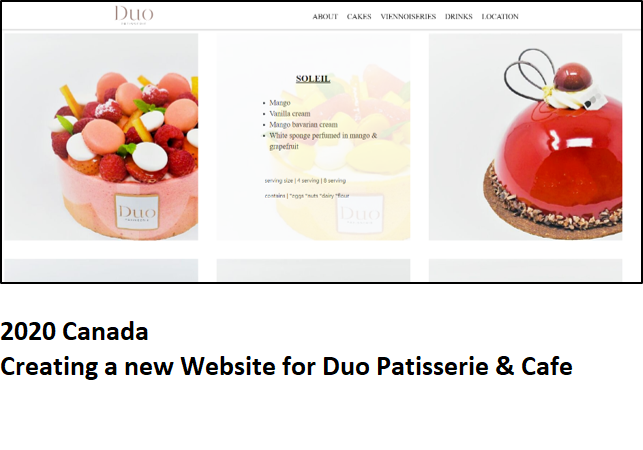 Duo
PATISSERIE
ABOUT CAKES VIENNOISERIES DRINKS LOCATION
SOLEIL
Mango
Vanilla cream
Mango bavarian cream
White sponge perfumed in mango &
grapefruit
serving size | 4 serving | 8 serving
contains | *eggs *nuts *dairy *flour
Duo
PATISSERIE
Duo
2020 Canada
Creating a new Website for Duo Patisserie & Cafe